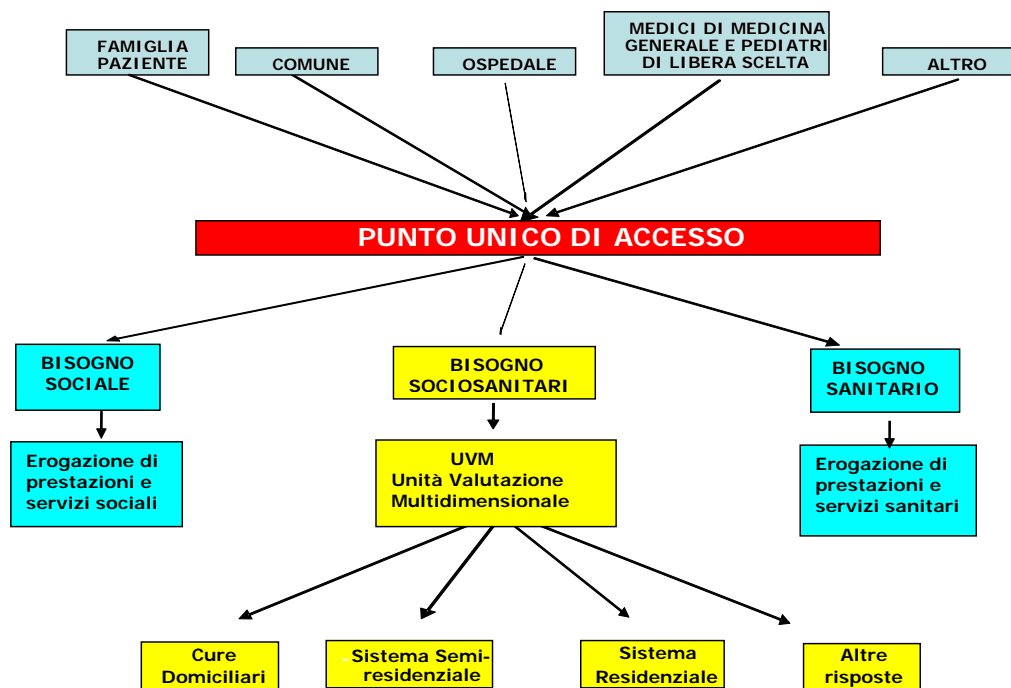 FAMIGLIA
PAZIENTE
COMUNE
OSPEDALE
MEDICI DI MEDICINA
GENERALE E PEDIATRI
DI LIBERA SCELTA
ALTRO
PUNTO UNICO DI ACCESSO
BISOGNO
SOCIALE
BISOGNO
SOCIOSANITARI
BISOGNO
SANITARIO
Erogazione di
prestazioni e
servizi sociali
UVM
Unità Valutazione
Multidimensionale
Erogazione di
prestazioni e
servizi sanitari
Cure
Domiciliari
Sistema Semi-
residenziale
Sistema
Residenziale
Altre
risposte